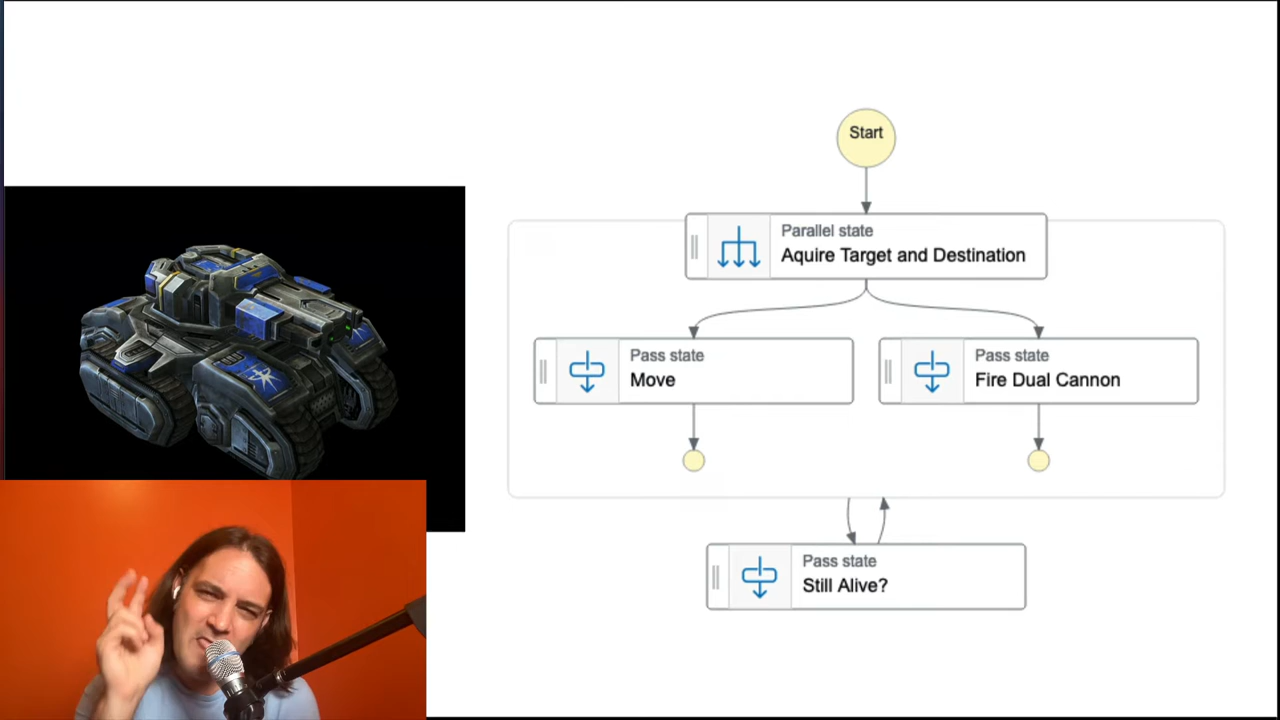 Start
Parallel state
Aquire Target and Destination
Pass state
Move
Pass state
Fire Dual Cannon
Pass state
Still Alive?